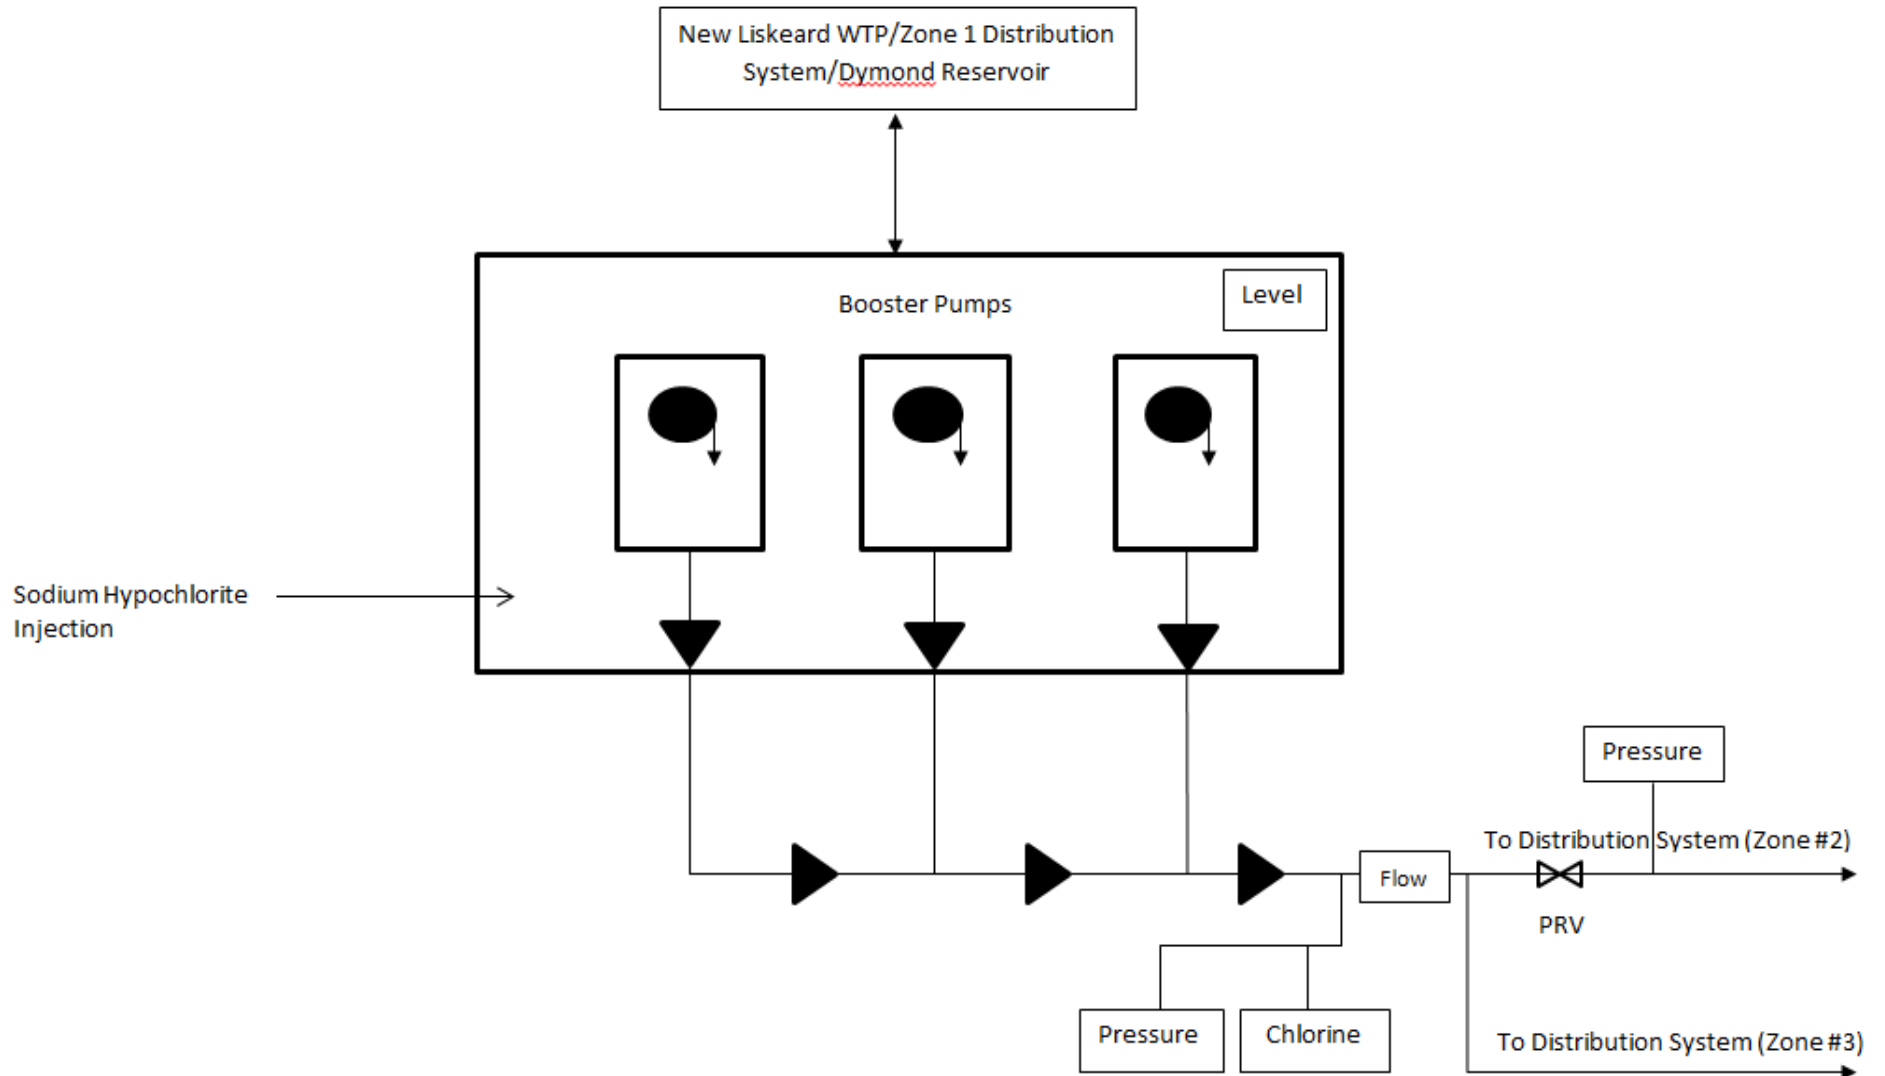 New Liskeard WTP/Zone 1 Distribution
System/Dymond Reservoir
Level
Booster Pumps
Sodium Hypochlorite
Injection
Pressure
To Distribution System (Zone #2)
Flow
PRV
Pressure
Chlorine
To Distribution System (Zone #3)